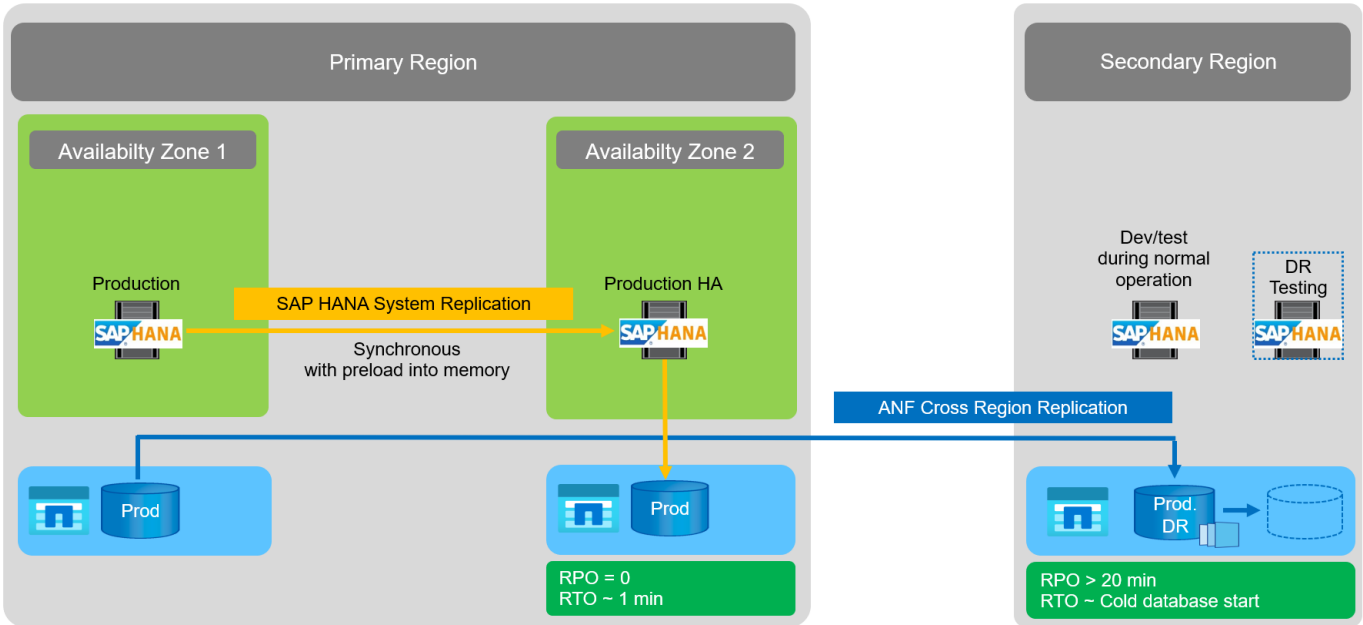 Primary Region
Secondary Region
Availabilty Zone 1
Availabilty Zone 2
Production
SAP HANA
SAP HANA System Replication
Synchronous
with preload into memory
Production HA
SAP HANA
Dev/test
during normal
operation
SAP HANA
DR
Testing
SAP HANA
ANF Cross Region Replication
Prod
Prod
Prod.
DR
RPO = 0
RTO ~ 1 min
RPO > 20 min
RTO ~ Cold database start